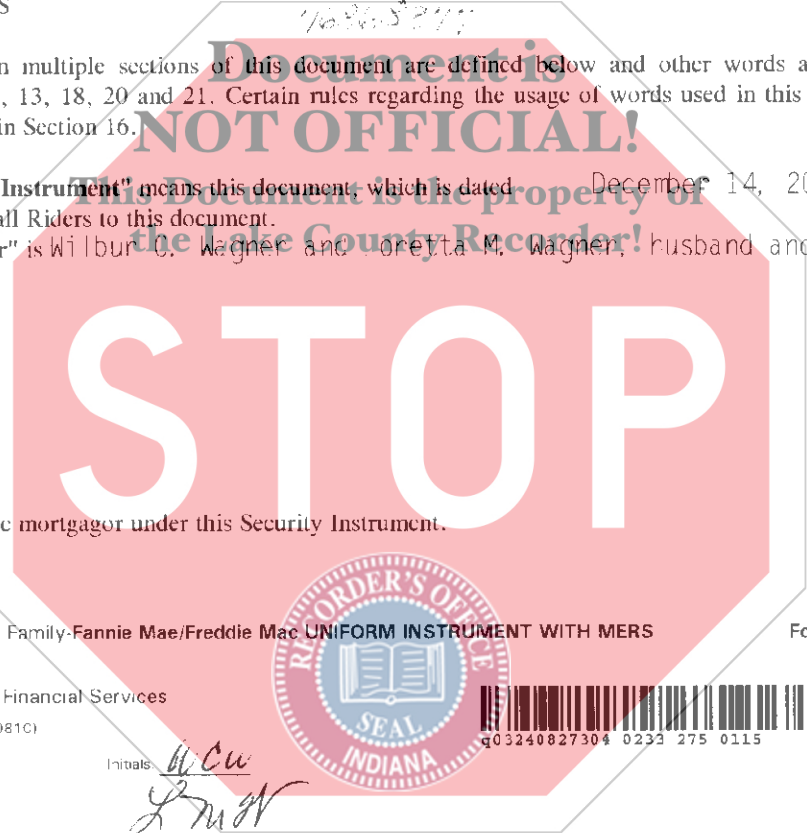 S
n multiple sections of this document are defined below and other words a
, 13, 18, 20 and 21. Certain rules regarding the usage of words used in this
in Section 16.
Document is
NOT OFFICIAL!
This Document is the property of
the Lake County Recorder!
Instrument" means this document, which is dated December 14, 20
all Riders to this document.
r" is Wilbur C. Wagner and Loretta M. Wagner, husband and
STOP
mortgagor under this Security Instrument.
RECORDER'S OFFICE
SEAL
INDIANA
Family-Fannie Mae/Freddie Mac UNIFORM INSTRUMENT WITH MERS Fo
Financial Services
081C)
q03240827304 0233 275 0115
Initials: WCW
LMW